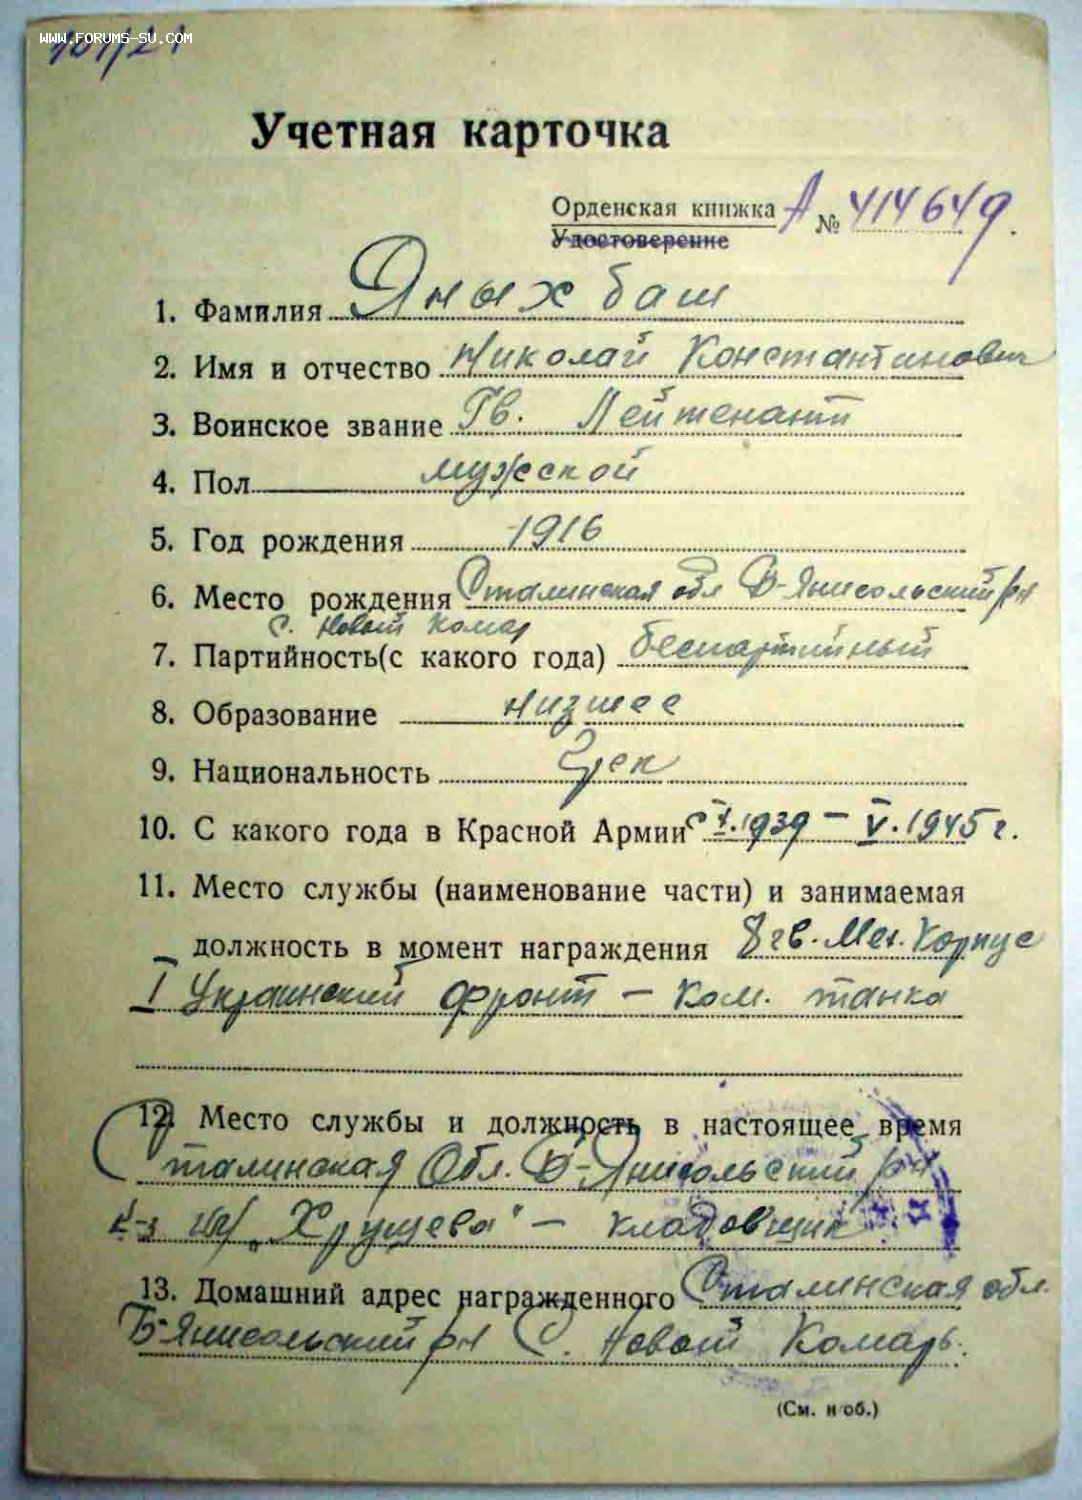 WWW.FORUMS-SU.COM
Учетная карточка
Орденская книжка А № 414649.
Удостоверение
1. Фамилия Яныхбаш
2. Имя и отчество Николай Константинович
3. Воинское звание Гв. Лейтенант
4. Пол мужской
5. Год рождения 1916
6. Место рождения Сталинская обл Б-Янисольский р-н
с. Новый Комар
7. Партийность (с какого года) беспартийный
8. Образование низшее
9. Национальность Грек
10. С какого года в Красной Армии с X.1939 – V.1945 г.
11. Место службы (наименование части) и занимаемая
должность в момент награждения 8 гв. Мех. Корпус
I Украинский фронт – ком. танка
12. Место службы и должность в настоящее время
Сталинская Обл. Б-Янисольский р-н
к-з им. "Хрущева" – кладовщик
13. Домашний адрес награжденного Сталинская обл.
Б-Янисольский р-н С. Новый Комарь.
(См. н об.)